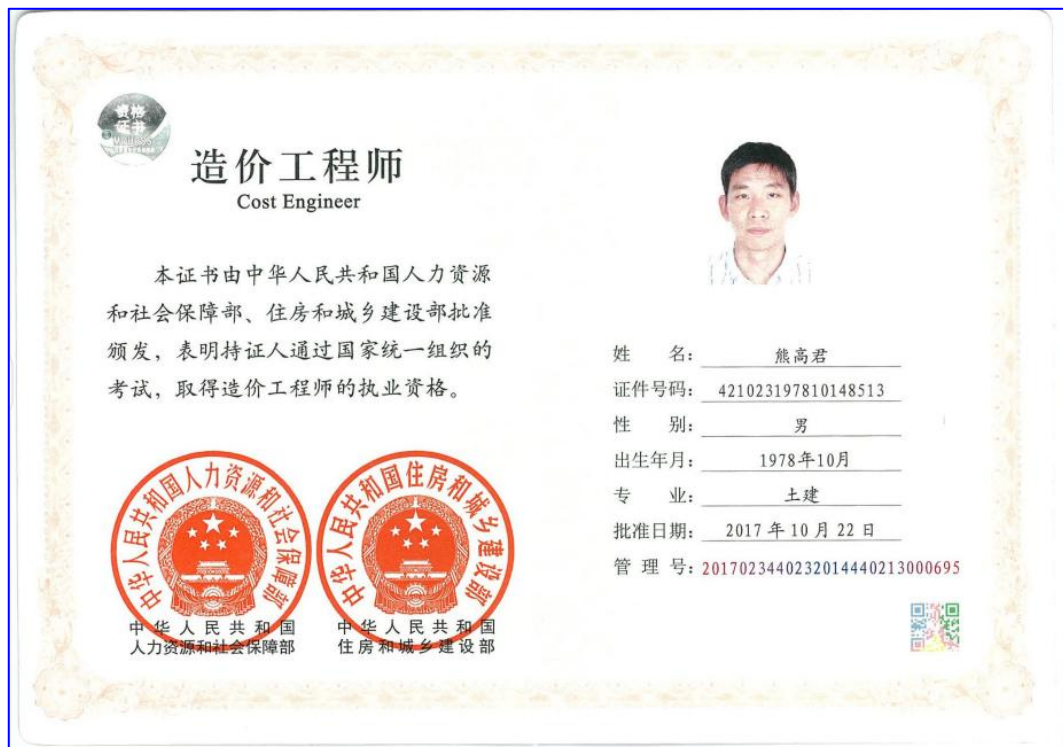 资格
证书
造价工程师
Cost Engineer
本证书由中华人民共和国人力资源
和社会保障部、住房和城乡建设部批准
颁发，表明持证人通过国家统一组织的
考试，取得造价工程师的执业资格。
中华人民共和国人力资源和社会保障部
中华人民共和国
人力资源和社会保障部
中华人民共和国住房和城乡建设部
中华人民共和国
住房和城乡建设部
姓 名: 熊高君
证件号码: 421023197810148513
性 别: 男
出生年月: 1978年10月
专 业: 土建
批准日期: 2017 年 10 月 22 日
管 理 号: 2017023440232014440213000695